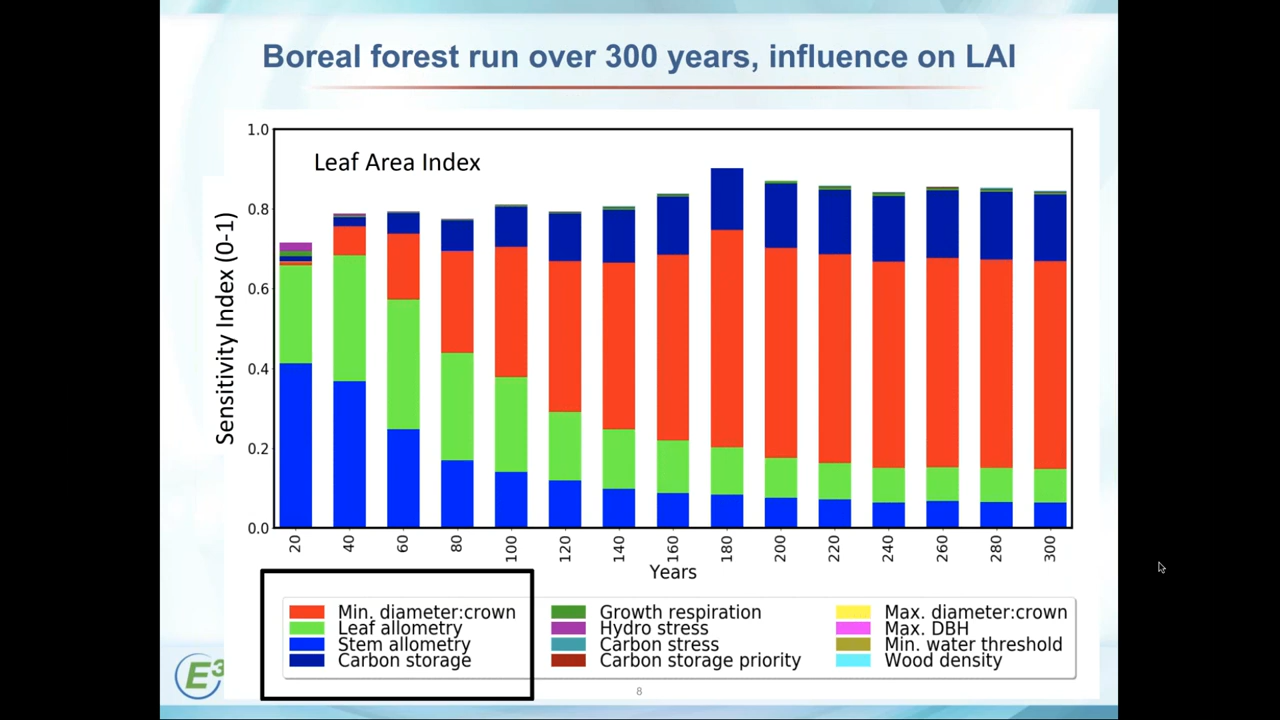 Boreal forest run over 300 years, influence on LAI
Leaf Area Index
Sensitivity Index (0-1)
1.0
0.8
0.6
0.4
0.2
0.0
20 40 60 80 100 120 140 160 180 200 220 240 260 280 300
Years
Min. diameter:crown
Leaf allometry
Stem allometry
Carbon storage
Growth respiration
Hydro stress
Carbon stress
Carbon storage priority
Max. diameter:crown
Max. DBH
Min. water threshold
Wood density
E3
8